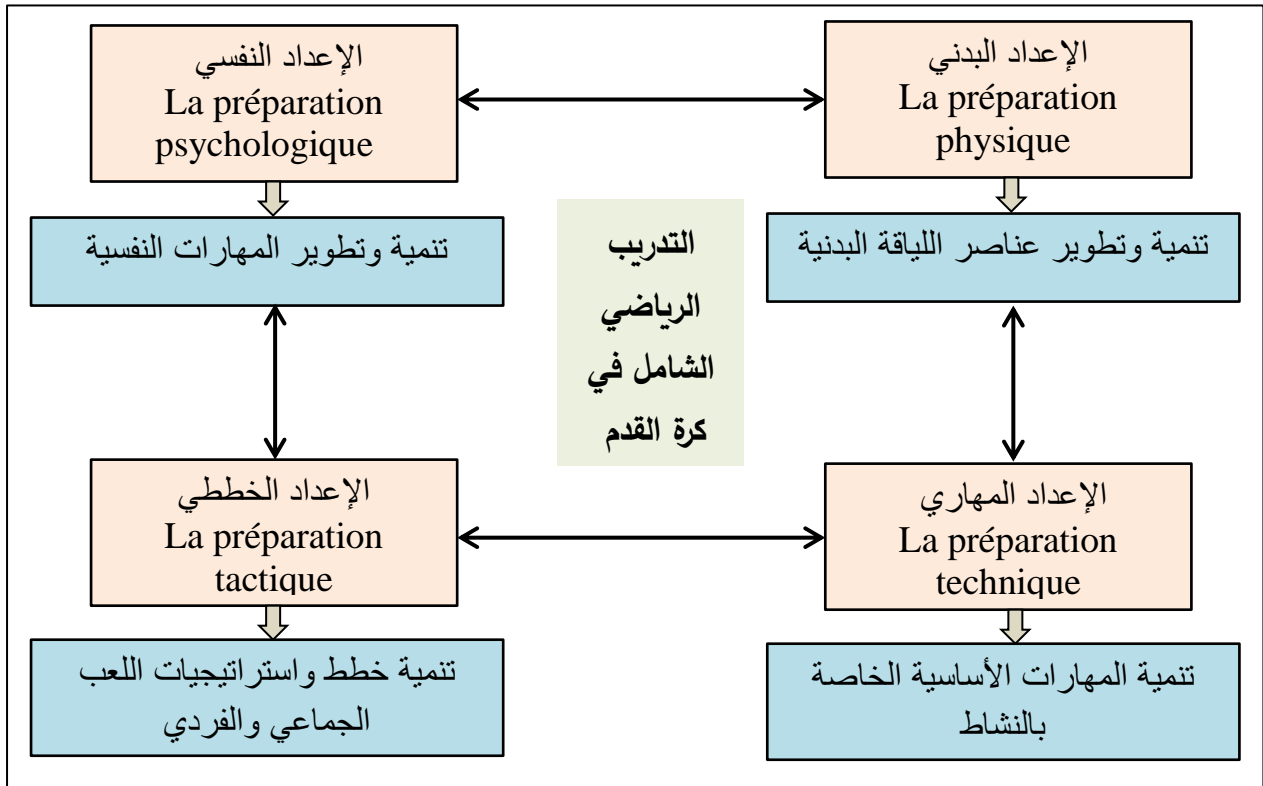 الإعداد البدني
La préparation
physique
تنمية وتطوير عناصر اللياقة البدنية
الإعداد النفسي
La préparation
psychologique
تنمية وتطوير المهارات النفسية
التدريب
الرياضي
الشامل في
كرة القدم
الإعداد المهاري
La préparation
technique
تنمية المهارات الأساسية الخاصة
بالنشاط
الإعداد الخططي
La préparation
tactique
تنمية خطط واستراتيجيات اللعب
الجماعي والفردي